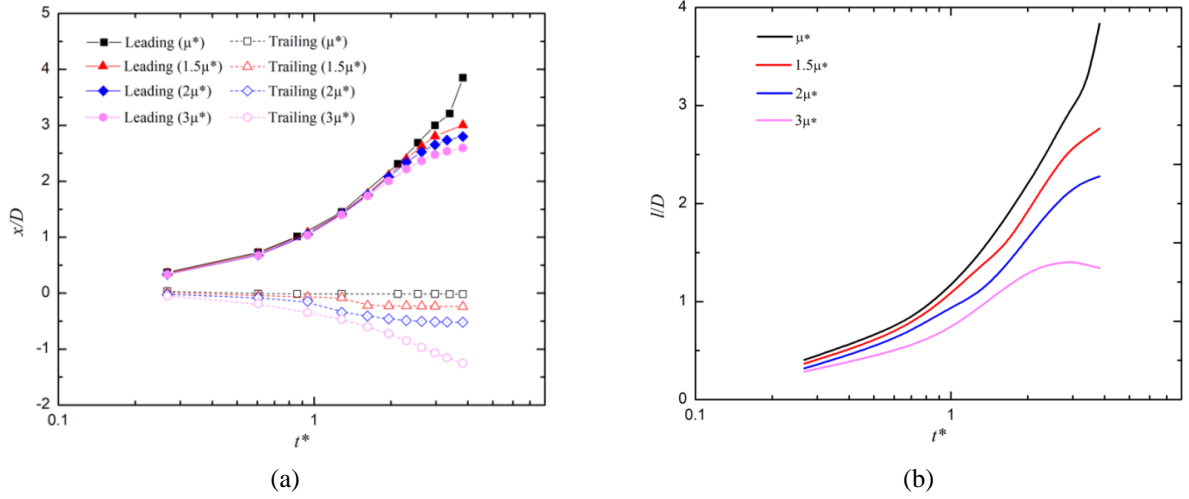 Leading (μ*)
Leading (1.5μ*)
Leading (2μ*)
Leading (3μ*)
Trailing (μ*)
Trailing (1.5μ*)
Trailing (2μ*)
Trailing (3μ*)
5
4
3
2
1
0
-1
-2
x/D
0.1
1
t*
(a)
μ*
1.5μ*
2μ*
3μ*
4
3
2
1
0
l/D
0.1
1
t*
(b)